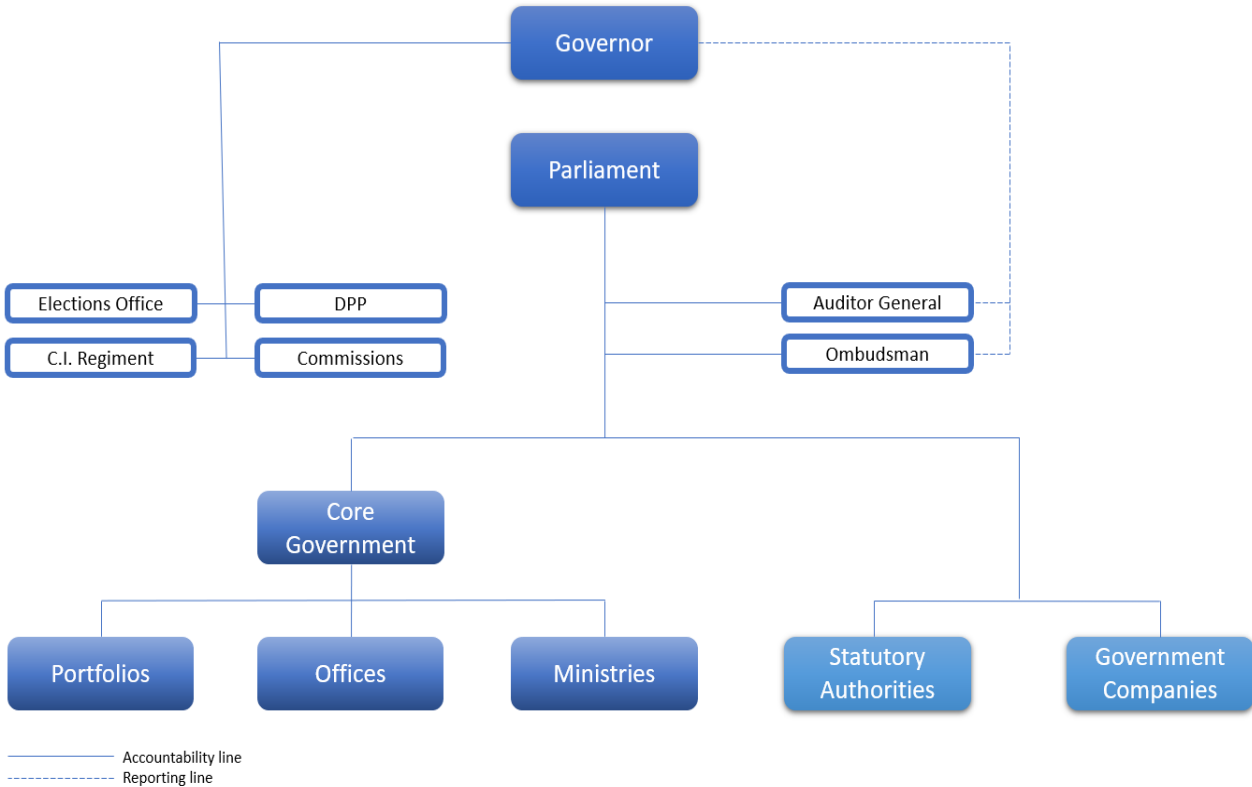 Governor
Parliament
Elections Office
DPP
Auditor General
C.I. Regiment
Commissions
Ombudsman
Core
Government
Portfolios
Offices
Ministries
Statutory
Authorities
Government
Companies
Accountability line
Reporting line